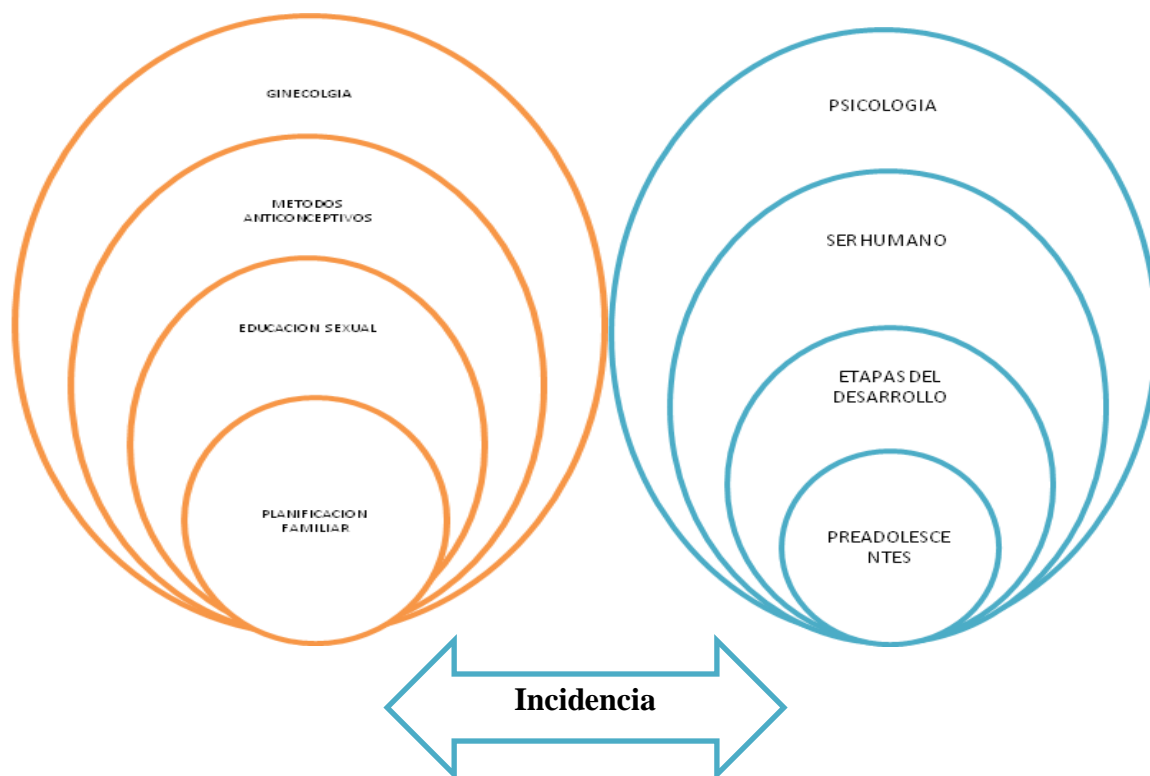 GINECOLGIA
METODOS
ANTICONCEPTIVOS
EDUCACION SEXUAL
PLANIFICACION
FAMILIAR
PSICOLOGIA
SER HUMANO
ETAPAS DEL
DESARROLLO
PREADOLESCE
NTES
Incidencia